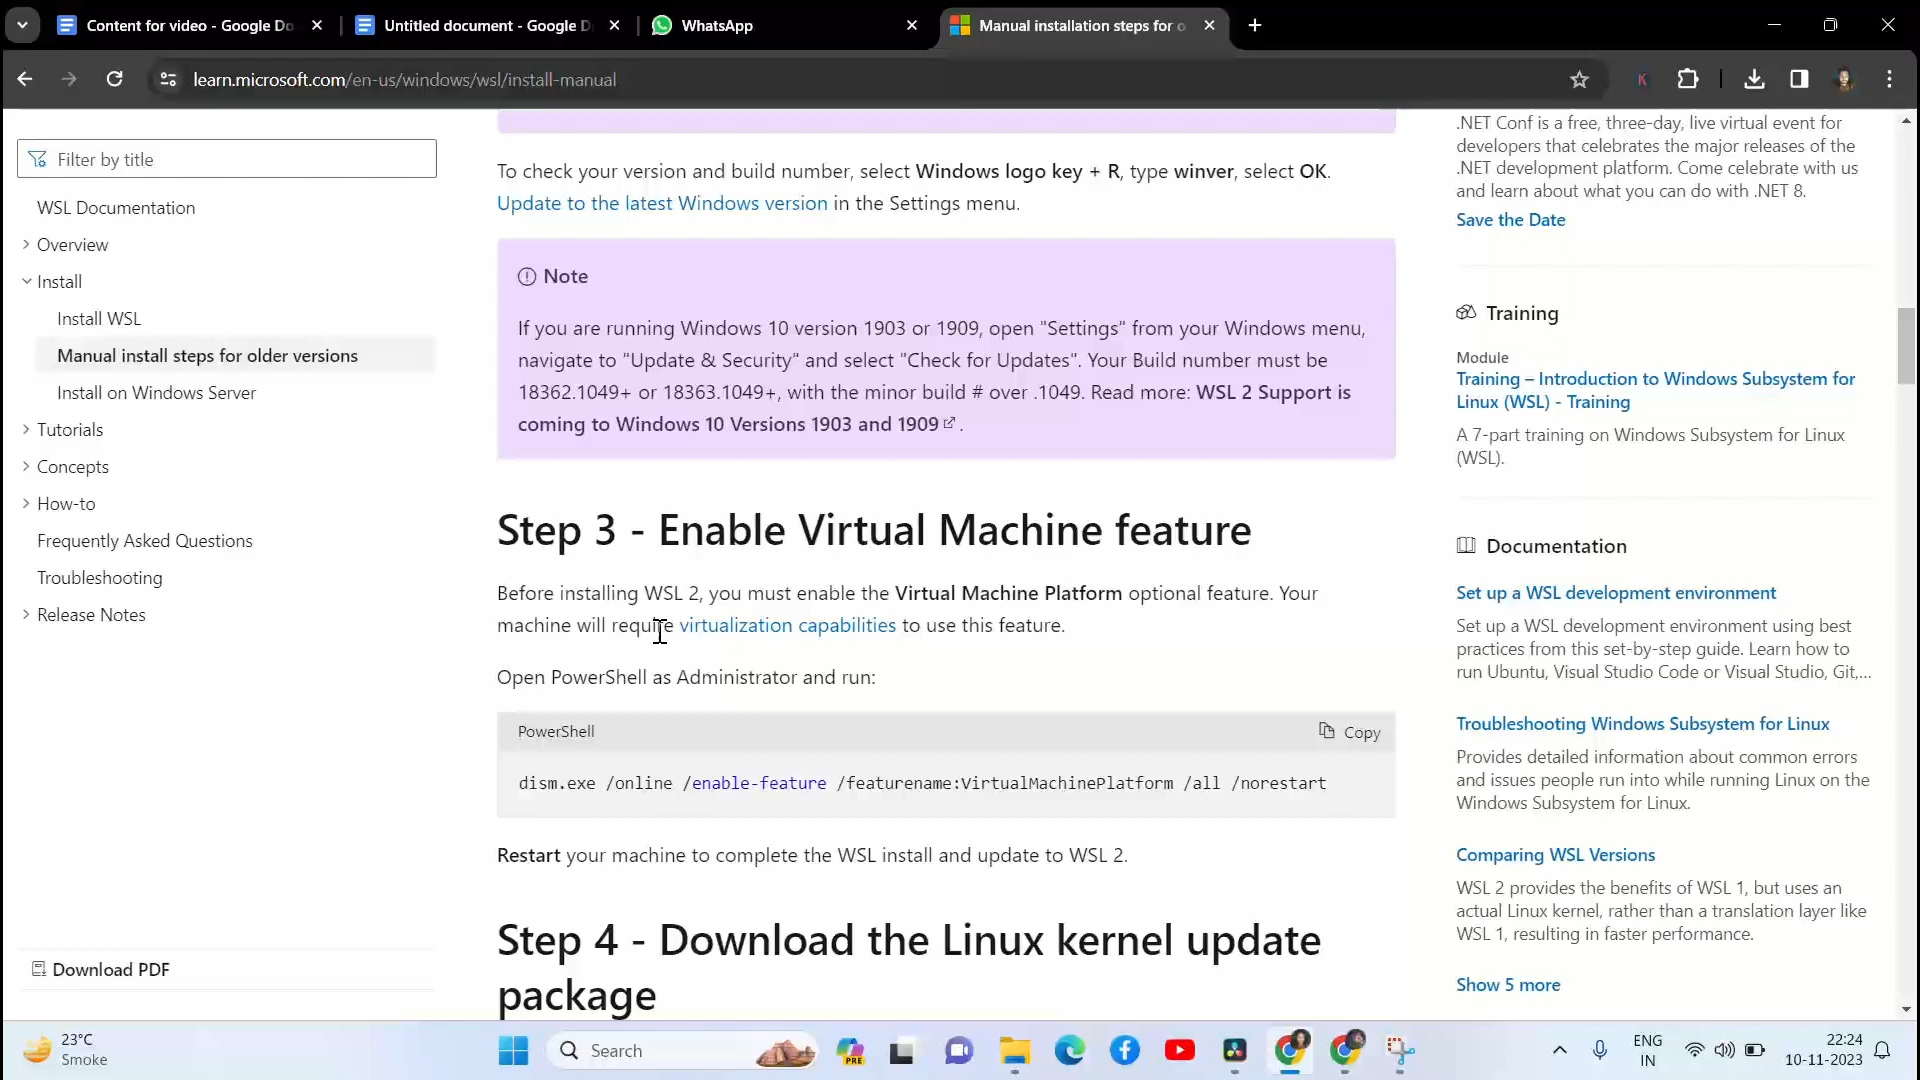 Content for video - Google Do
Untitled document - Google D
WhatsApp
Manual installation steps for o
learn.microsoft.com/en-us/windows/wsl/install-manual
K
Filter by title
WSL Documentation
Overview
Install
Install WSL
Manual install steps for older versions
Install on Windows Server
Tutorials
Concepts
How-to
Frequently Asked Questions
Troubleshooting
Release Notes
Download PDF
To check your version and build number, select Windows logo key + R, type winver, select OK.
Update to the latest Windows version in the Settings menu.
Note
If you are running Windows 10 version 1903 or 1909, open "Settings" from your Windows menu,
navigate to "Update & Security" and select "Check for Updates". Your Build number must be
18362.1049+ or 18363.1049+, with the minor build # over .1049. Read more: WSL 2 Support is
coming to Windows 10 Versions 1903 and 1909 .
Step 3 - Enable Virtual Machine feature
Before installing WSL 2, you must enable the Virtual Machine Platform optional feature. Your
machine will require virtualization capabilities to use this feature.
Open PowerShell as Administrator and run:
PowerShell
Copy
dism.exe /online /enable-feature /featurename:VirtualMachinePlatform /all /norestart
Restart your machine to complete the WSL install and update to WSL 2.
Step 4 - Download the Linux kernel update
package
.NET Conf is a free, three-day, live virtual event for
developers that celebrates the major releases of the
.NET development platform. Come celebrate with us
and learn about what you can do with .NET 8.
Save the Date
Training
Module
Training – Introduction to Windows Subsystem for
Linux (WSL) - Training
A 7-part training on Windows Subsystem for Linux
(WSL).
Documentation
Set up a WSL development environment
Set up a WSL development environment using best
practices from this set-by-step guide. Learn how to
run Ubuntu, Visual Studio Code or Visual Studio, Git,...
Troubleshooting Windows Subsystem for Linux
Provides detailed information about common errors
and issues people run into while running Linux on the
Windows Subsystem for Linux.
Comparing WSL Versions
WSL 2 provides the benefits of WSL 1, but uses an
actual Linux kernel, rather than a translation layer like
WSL 1, resulting in faster performance.
Show 5 more
23°C
Smoke
Search
PRE
ENG
IN
22:24
10-11-2023